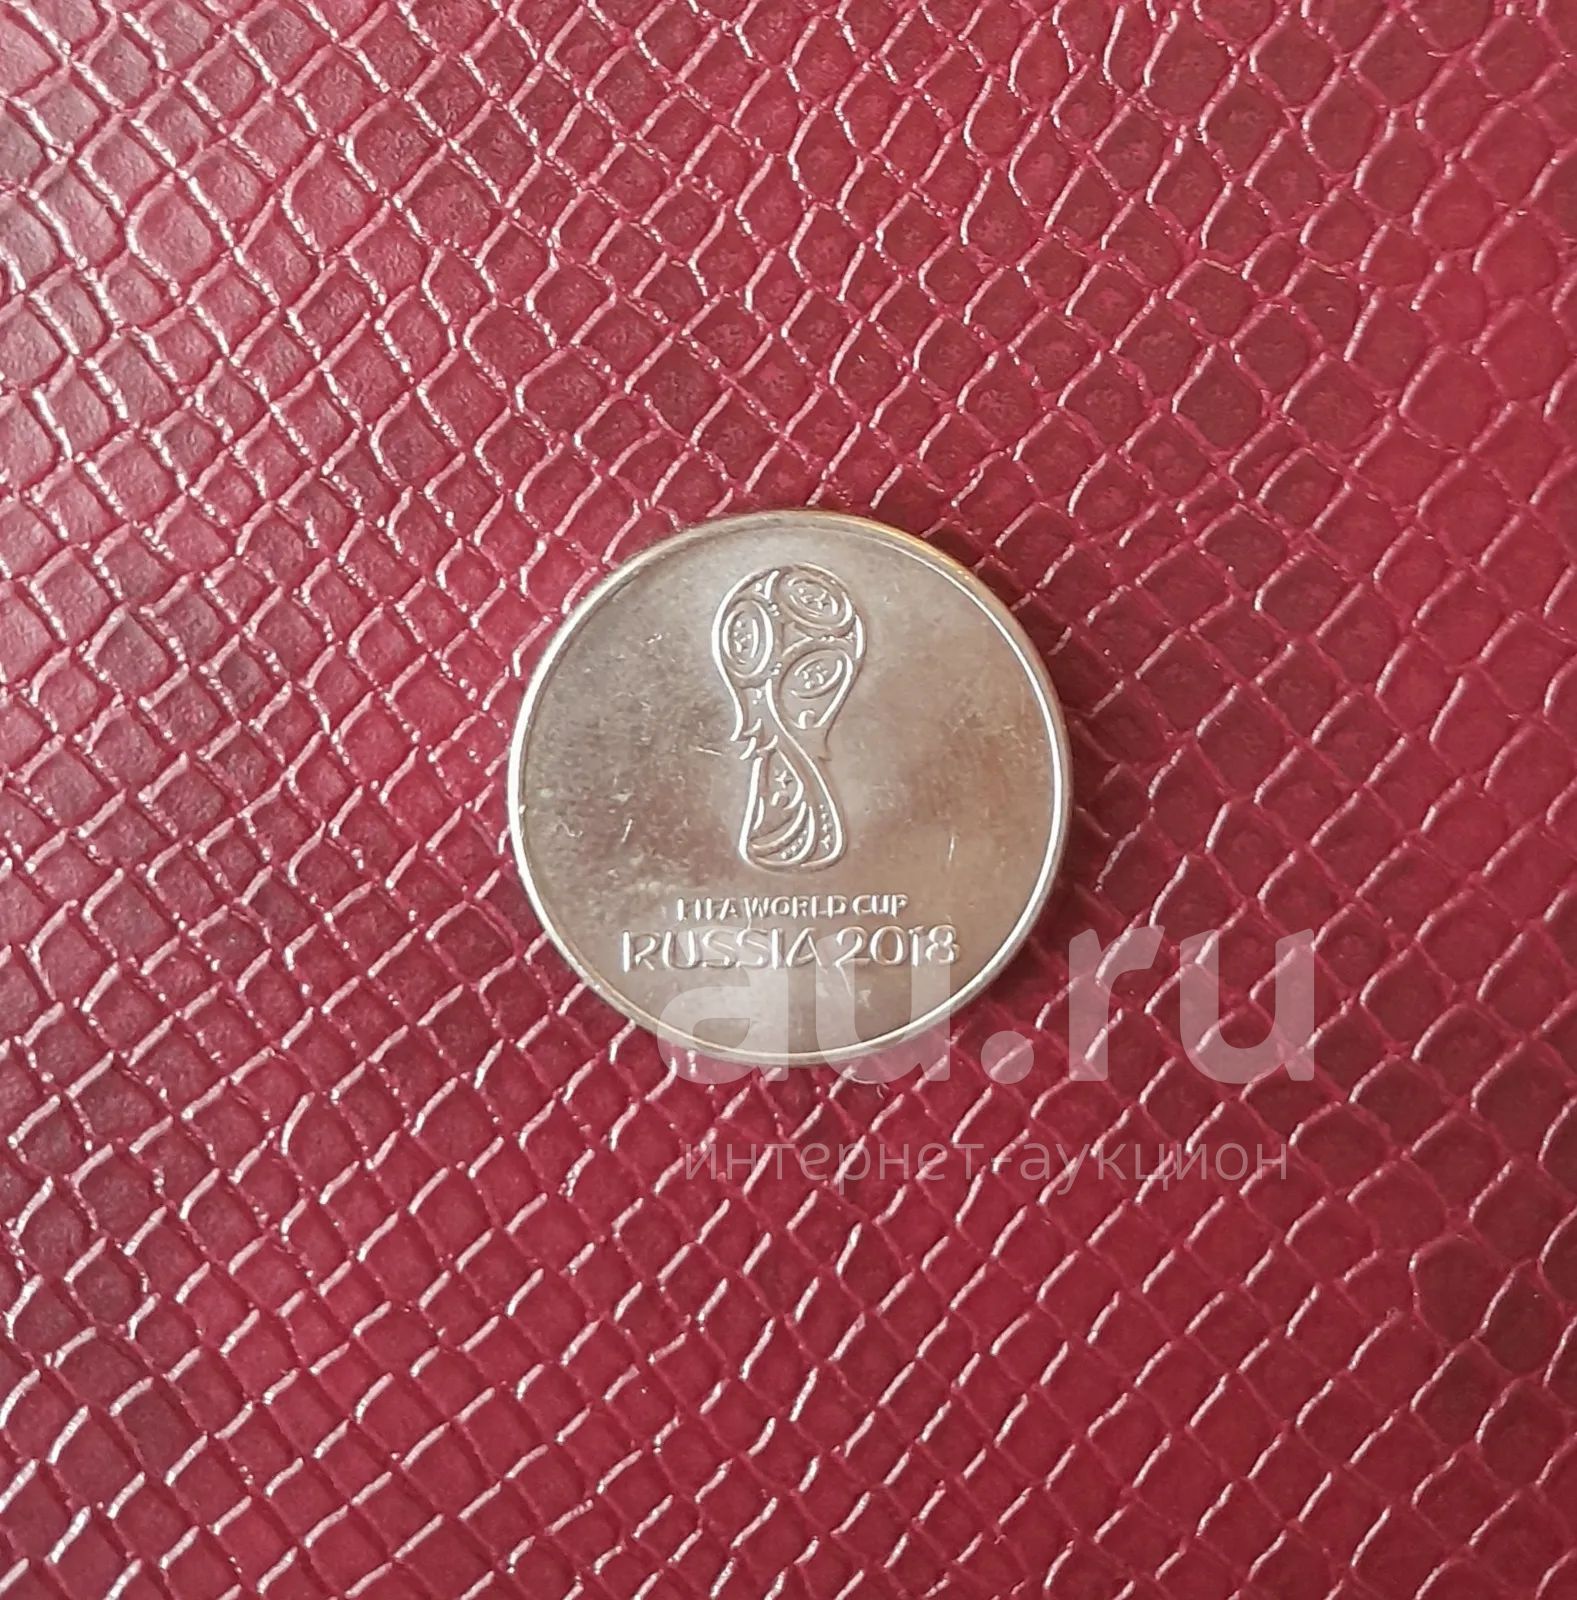 FIFA WORLD CUP
RUSSIA 2018
au.ru
интернет-аукцион